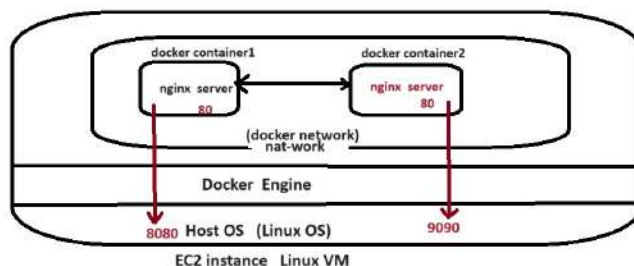 docker container1
docker container2
nginx server
80
nginx server
80
(docker network)
nat-work
Docker Engine
8080 Host OS (Linux OS)
9090
EC2 instance Linux VM